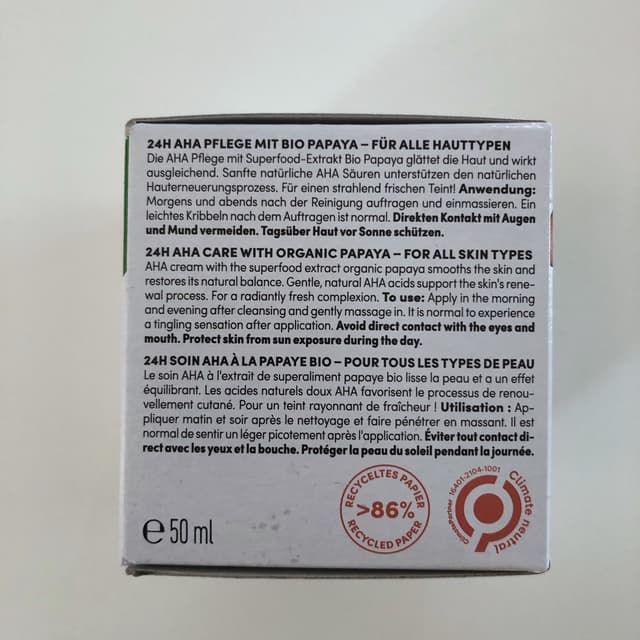 24H AHA PFLEGE MIT BIO PAPAYA – FÜR ALLE HAUTTYPEN
Die AHA Pflege mit Superfood-Extrakt Bio Papaya glättet die Haut und wirkt
ausgleichend. Sanfte natürliche AHA Säuren unterstützen den natürlichen
Hauterneuerungsprozess. Für einen strahlend frischen Teint! Anwendung:
Morgens und abends nach der Reinigung auftragen und einmassieren. Ein
leichtes Kribbeln nach dem Auftragen ist normal. Direkten Kontakt mit Augen
und Mund vermeiden. Tagsüber Haut vor Sonne schützen.
24H AHA CARE WITH ORGANIC PAPAYA – FOR ALL SKIN TYPES
AHA cream with the superfood extract organic papaya smooths the skin and
restores its natural balance. Gentle, natural AHA acids support the skin's rene-
wal process. For a radiantly fresh complexion. To use: Apply in the morning
and evening after cleansing and gently massage in. It is normal to experience
a tingling sensation after application. Avoid direct contact with the eyes and
mouth. Protect skin from sun exposure during the day.
24H SOIN AHA À LA PAPAYE BIO – POUR TOUS LES TYPES DE PEAU
Le soin AHA à l'extrait de superaliment papaye bio lisse la peau et a un effet
équilibrant. Les acides naturels doux AHA favorisent le processus de renou-
vellement cutané. Pour un teint rayonnant de fraîcheur ! Utilisation : Ap-
pliquer matin et soir après le nettoyage et faire pénétrer en massant. Il est
normal de sentir un léger picotement après l'application. Éviter tout contact di-
rect avec les yeux et la bouche. Protéger la peau du soleil pendant la journée.
℮ 50 ml
RECYCELTES PAPIER
>86%
RECYCLED PAPER
ClimatePartner 16401-2104-1001
Climate neutral